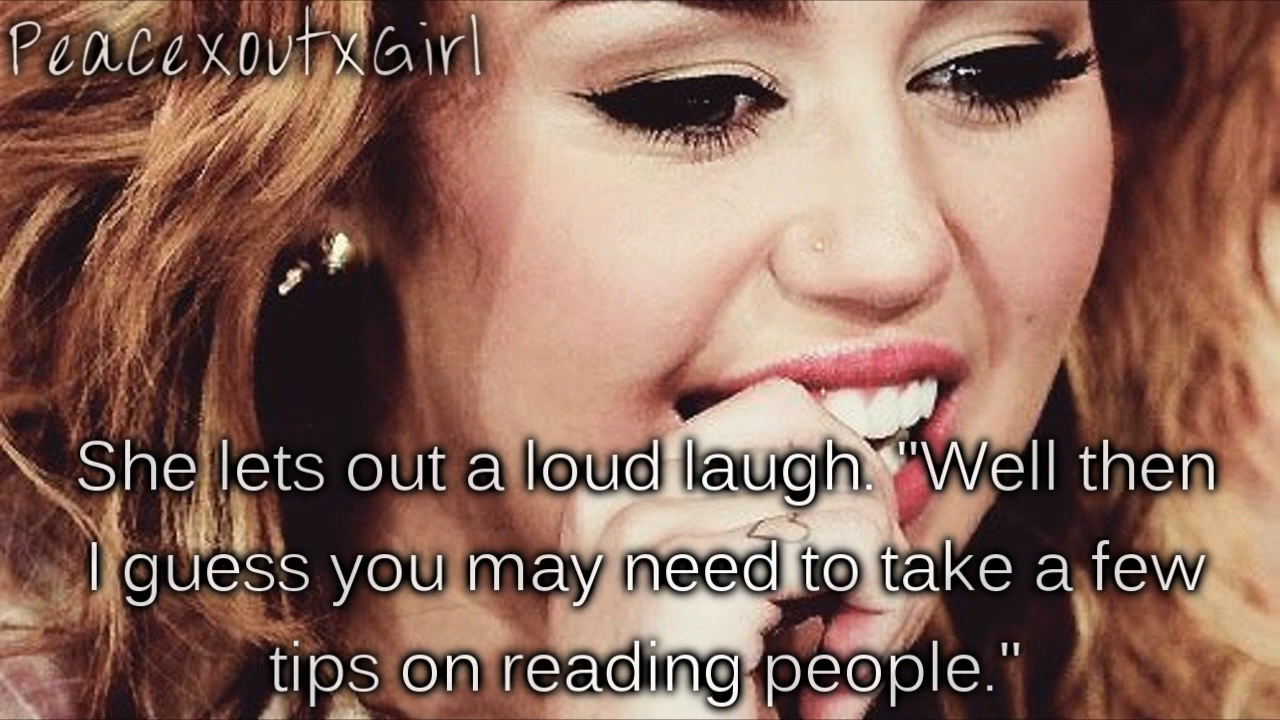 PeacexoutxGirl
She lets out a loud laugh. "Well then
I guess you may need to take a few
tips on reading people."